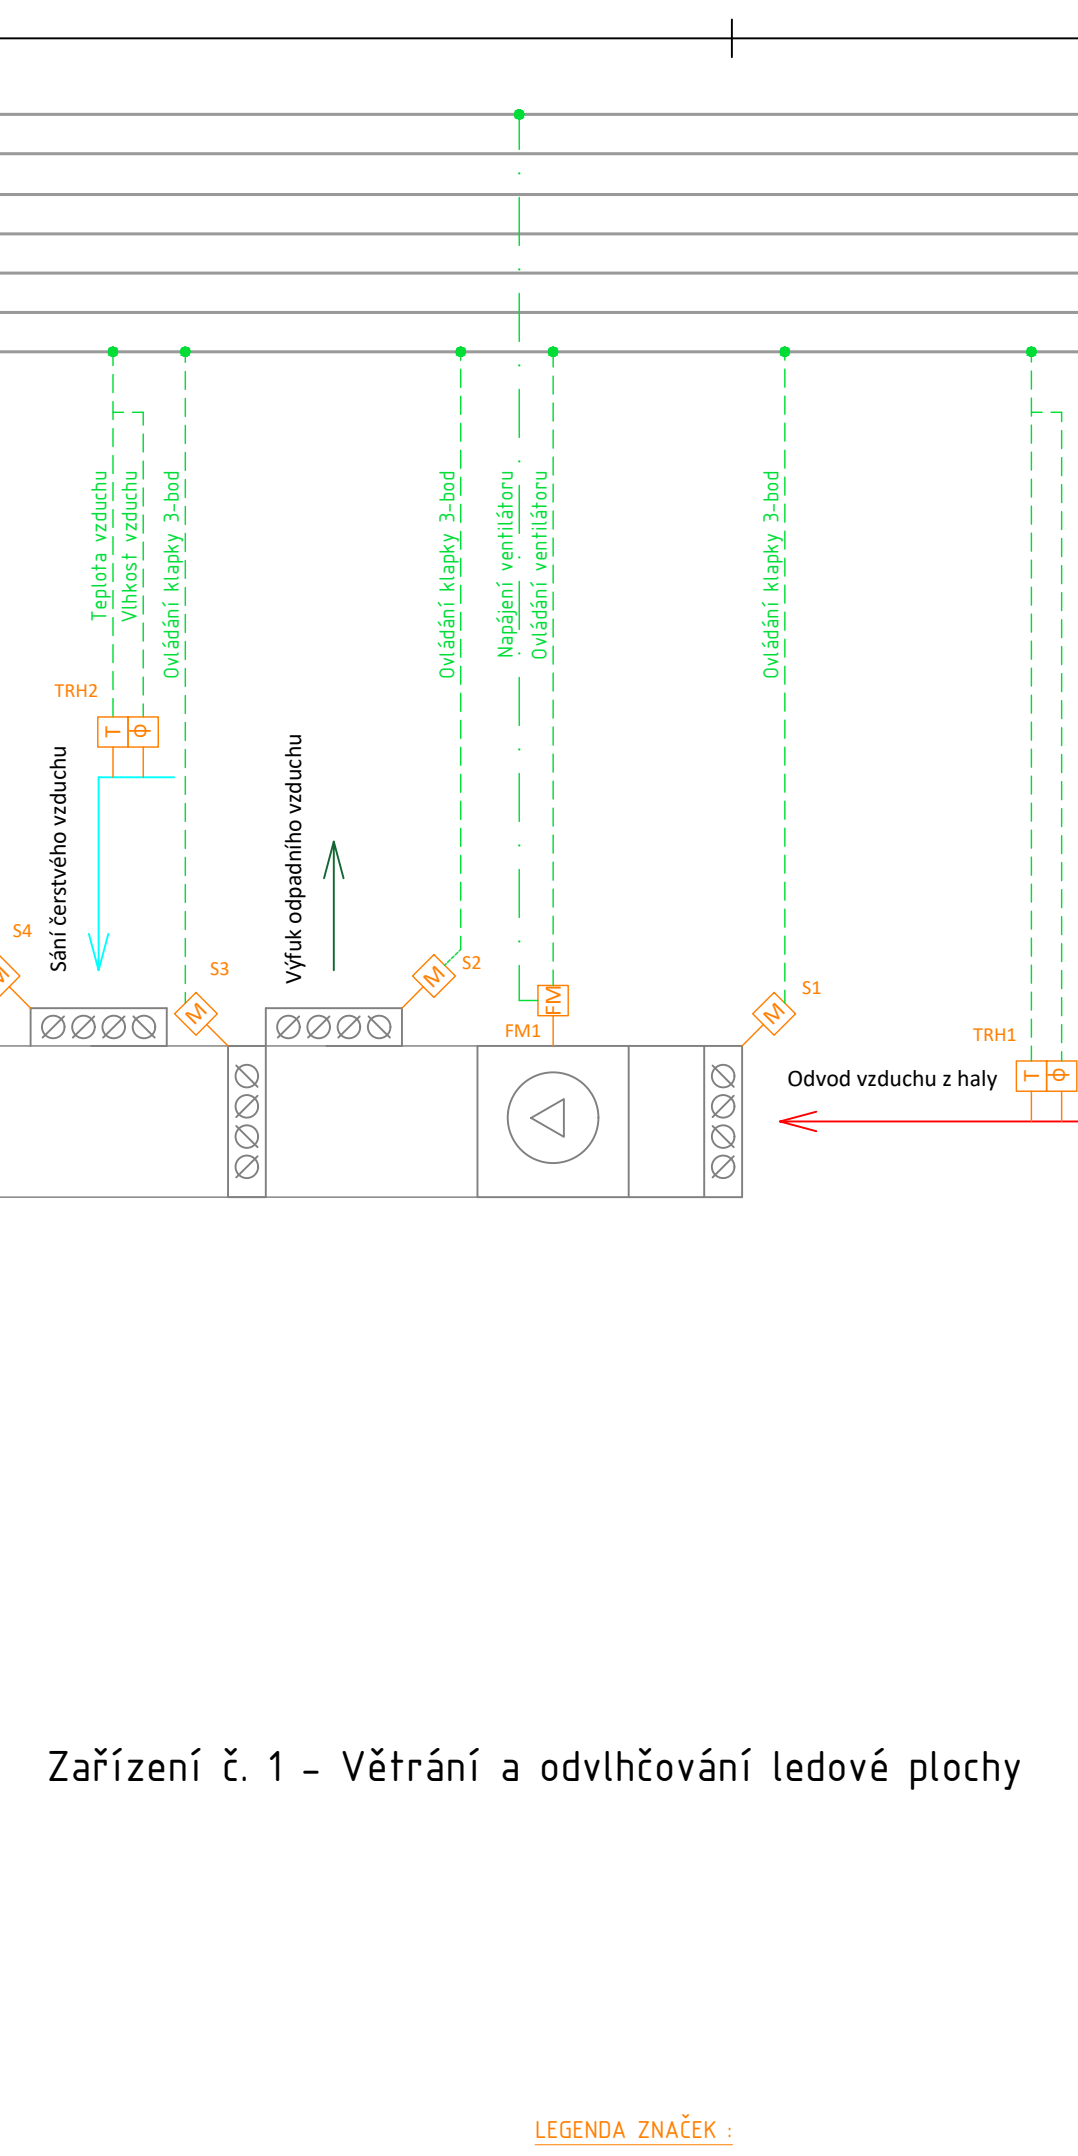 Teplota vzduchu
Vlhkost vzduchu
Ovládání klapky 3-bod
Ovládání klapky 3-bod
Napájení ventilátoru
Ovládání ventilátoru
Ovládání klapky 3-bod
TRH2
T
φ
Sání čerstvého vzduchu
Výfuk odpadního vzduchu
S4
M
S3
M
S2
M
FM
FM1
S1
M
TRH1
T
φ
Odvod vzduchu z haly
Zařízení č. 1 - Větrání a odvlhčování ledové plochy
LEGENDA ZNAČEK :